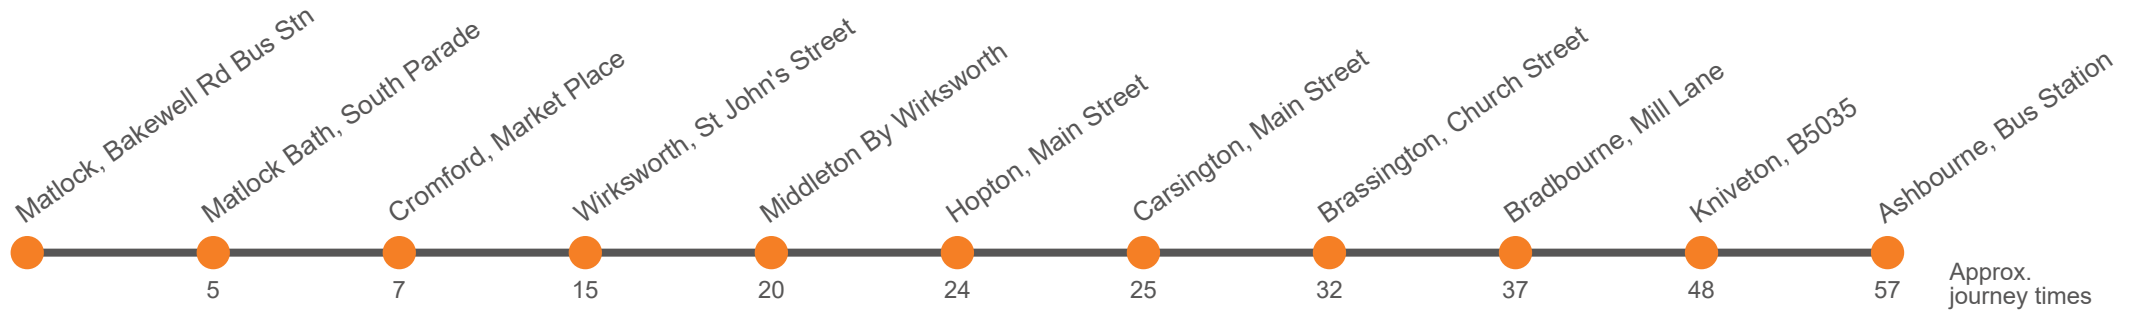 Matlock, Bakewell Rd Bus Stn
Matlock Bath, South Parade
Cromford, Market Place
Wirksworth, St John's Street
Middleton By Wirksworth
Hopton, Main Street
Carsington, Main Street
Brassington, Church Street
Bradbourne, Mill Lane
Kniveton, B5035
Ashbourne, Bus Station
5
7
15
20
24
25
32
37
48
57
Approx.
journey times